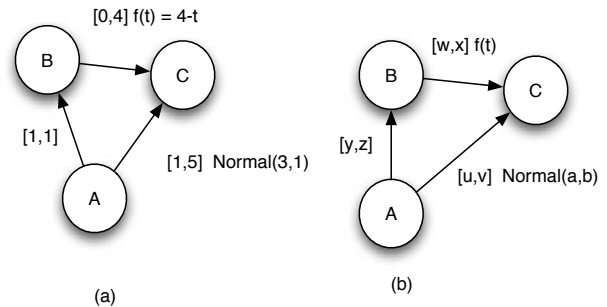 [0,4] f(t) = 4-t
B
C
[1,1]
[1,5] Normal(3,1)
A
(a)
[w,x] f(t)
B
C
[y,z]
[u,v] Normal(a,b)
A
(b)